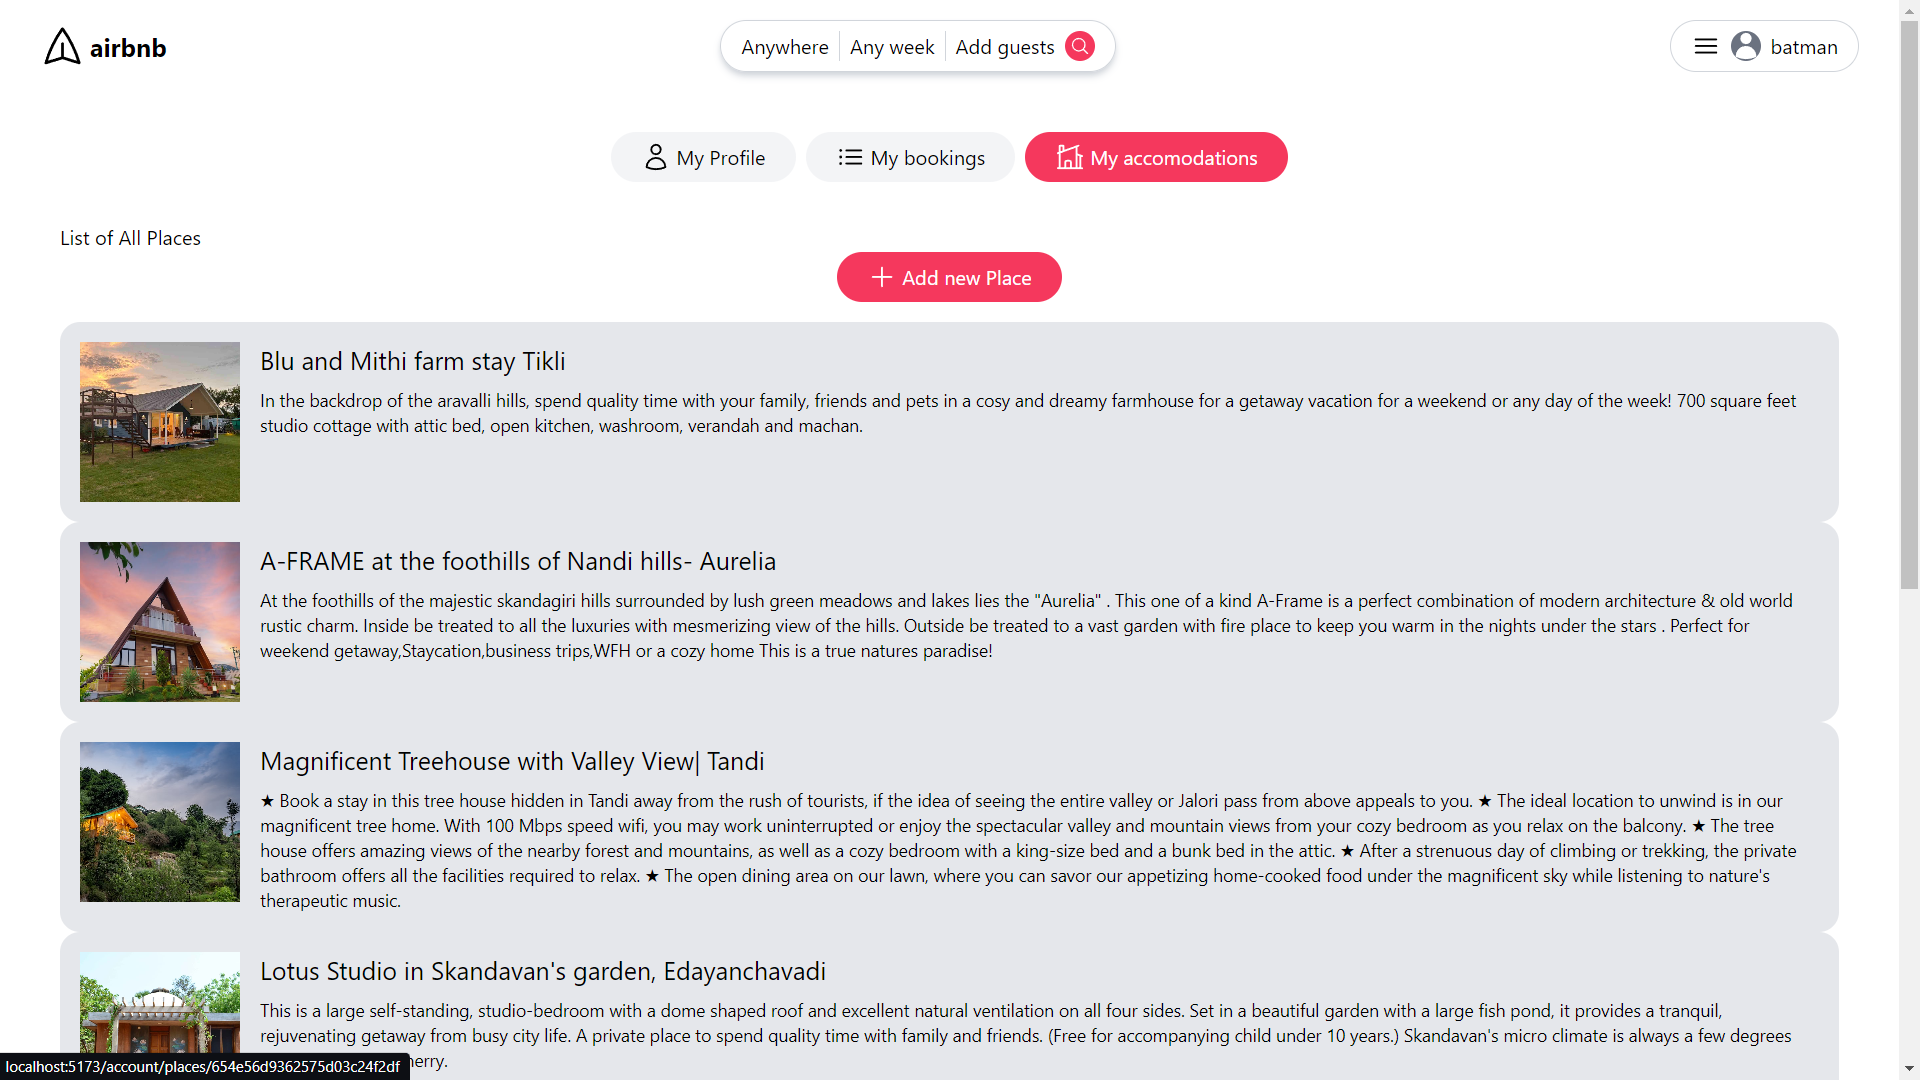 airbnb
Anywhere
Any week
Add guests
batman
My Profile
My bookings
My accomodations
List of All Places
Add new Place
Blu and Mithi farm stay Tikli
In the backdrop of the aravalli hills, spend quality time with your family, friends and pets in a cosy and dreamy farmhouse for a getaway vacation for a weekend or any day of the week! 700 square feet
studio cottage with attic bed, open kitchen, washroom, verandah and machan.
A-FRAME at the foothills of Nandi hills- Aurelia
At the foothills of the majestic skandagiri hills surrounded by lush green meadows and lakes lies the "Aurelia" . This one of a kind A-Frame is a perfect combination of modern architecture & old world
rustic charm. Inside be treated to all the luxuries with mesmerizing view of the hills. Outside be treated to a vast garden with fire place to keep you warm in the nights under the stars . Perfect for
weekend getaway,Staycation,business trips,WFH or a cozy home This is a true natures paradise!
Magnificent Treehouse with Valley View| Tandi
★ Book a stay in this tree house hidden in Tandi away from the rush of tourists, if the idea of seeing the entire valley or Jalori pass from above appeals to you. ★ The ideal location to unwind is in our
magnificent tree home. With 100 Mbps speed wifi, you may work uninterrupted or enjoy the spectacular valley and mountain views from your cozy bedroom as you relax on the balcony. ★ The tree
house offers amazing views of the nearby forest and mountains, as well as a cozy bedroom with a king-size bed and a bunk bed in the attic. ★ After a strenuous day of climbing or trekking, the private
bathroom offers all the facilities required to relax. ★ The open dining area on our lawn, where you can savor our appetizing home-cooked food under the magnificent sky while listening to nature's
therapeutic music.
Lotus Studio in Skandavan's garden, Edayanchavadi
This is a large self-standing, studio-bedroom with a dome shaped roof and excellent natural ventilation on all four sides. Set in a beautiful garden with a large fish pond, it provides a tranquil,
rejuvenating getaway from busy city life. A private place to spend quality time with family and friends. (Free for accompanying child under 10 years.) Skandavan's micro climate is always a few degrees
herry.
localhost:5173/account/places/654e56d9362575d03c24f2df